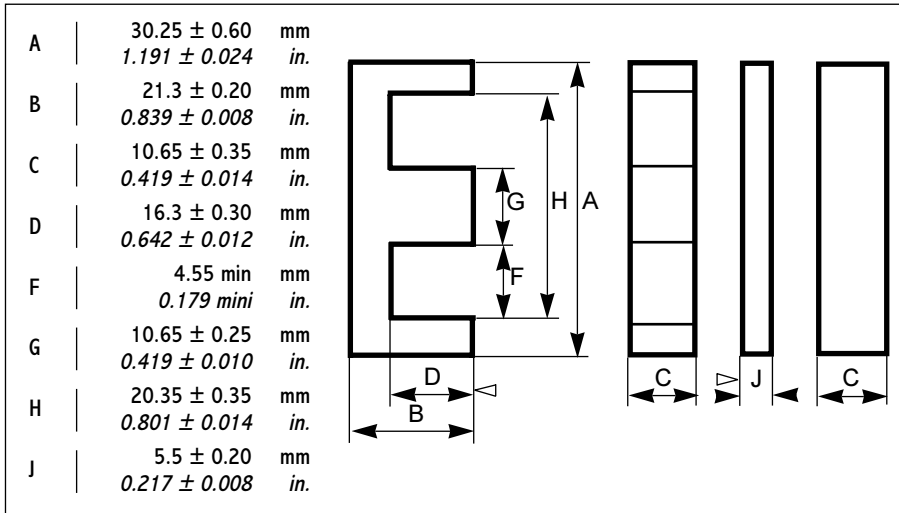 A 30.25 ± 0.60 mm
1.191 ± 0.024 in.
B 21.3 ± 0.20 mm
0.839 ± 0.008 in.
C 10.65 ± 0.35 mm
0.419 ± 0.014 in.
D 16.3 ± 0.30 mm
0.642 ± 0.012 in.
F 4.55 min mm
0.179 mini in.
G 10.65 ± 0.25 mm
0.419 ± 0.010 in.
H 20.35 ± 0.35 mm
0.801 ± 0.014 in.
J 5.5 ± 0.20 mm
0.217 ± 0.008 in.
G H A
F
D
B
C J C